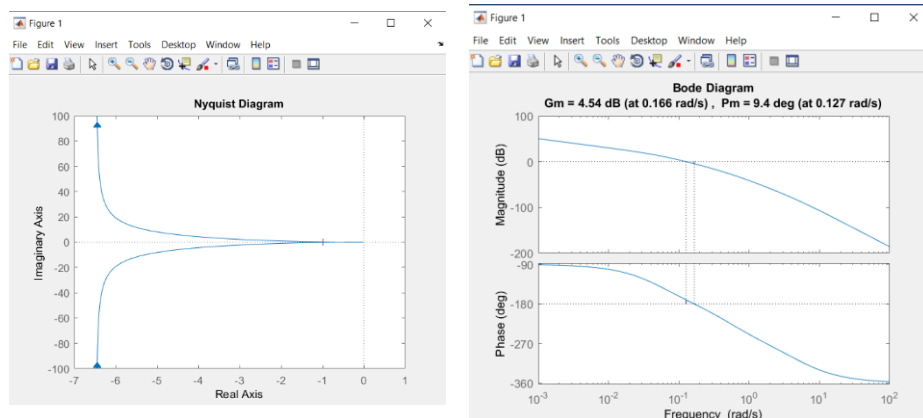 Figure 1
File Edit View Insert Tools Desktop Window Help
Nyquist Diagram
100
80
60
40
20
0
-20
-40
-60
-80
-100
Imaginary Axis
-7 -6 -5 -4 -3 -2 -1 0 1
Real Axis
Figure 1
File Edit View Insert Tools Desktop Window Help
Bode Diagram
Gm = 4.54 dB (at 0.166 rad/s) , Pm = 9.4 deg (at 0.127 rad/s)
100
0
-100
-200
Magnitude (dB)
-90
-180
-270
-360
Phase (deg)
10-3 10-2 10-1 100 101 102
Frequency (rad/s)